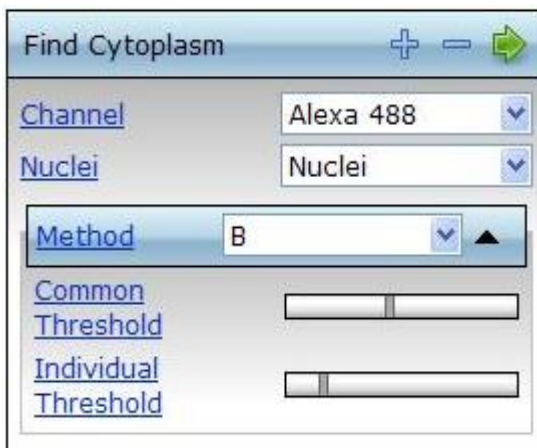 Find Cytoplasm
Channel Alexa 488
Nuclei Nuclei
Method B
Common
Threshold
Individual
Threshold